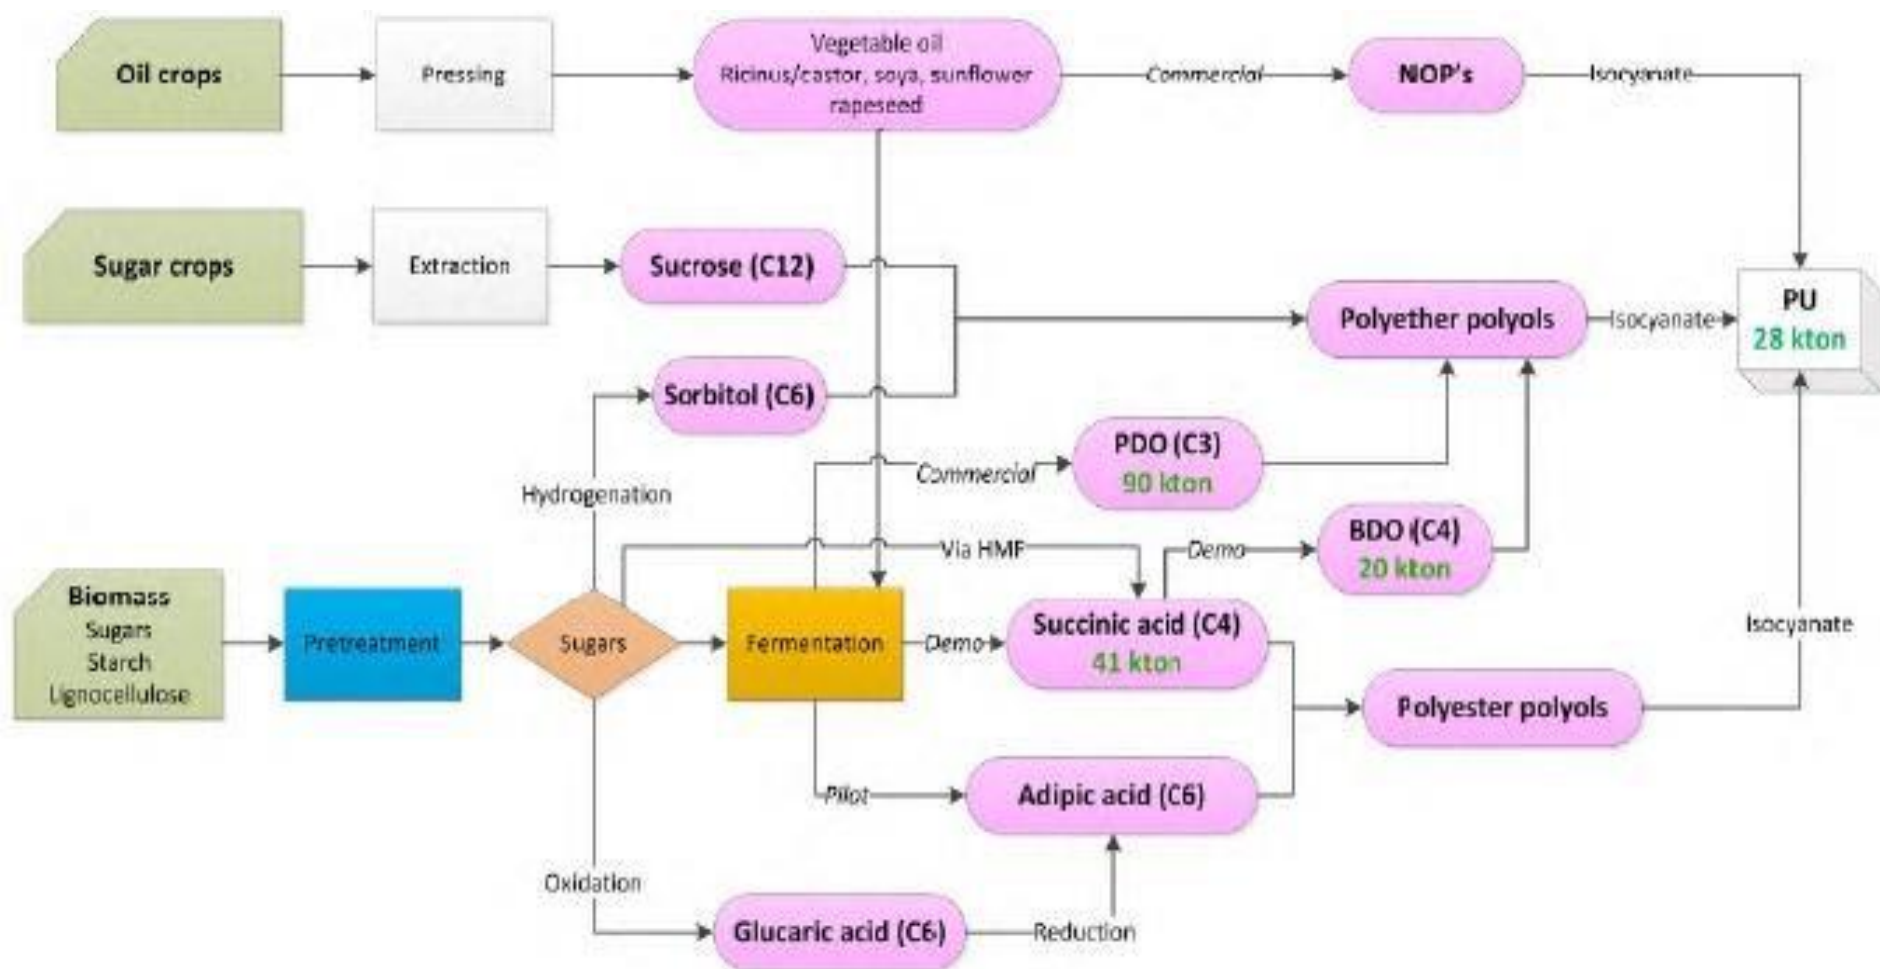 Oil crops
Pressing
Vegetable oil
Ricinus/castor, soya, sunflower
rapeseed
Commercial
NOP's
Isocyanate
Sugar crops
Extraction
Sucrose (C12)
Polyether polyols
Isocyanate
PU
28 kton
Sorbitol (C6)
Hydrogenation
Commercial
PDO (C3)
90 kton
Via HMF
Demo
BDO (C4)
20 kton
Biomass
Sugars
Starch
Lignocellulose
Pretreatment
Sugars
Fermentation
Demo
Succinic acid (C4)
41 kton
Isocyanate
Polyester polyols
Pilot
Adipic acid (C6)
Oxidation
Glucaric acid (C6)
Reduction